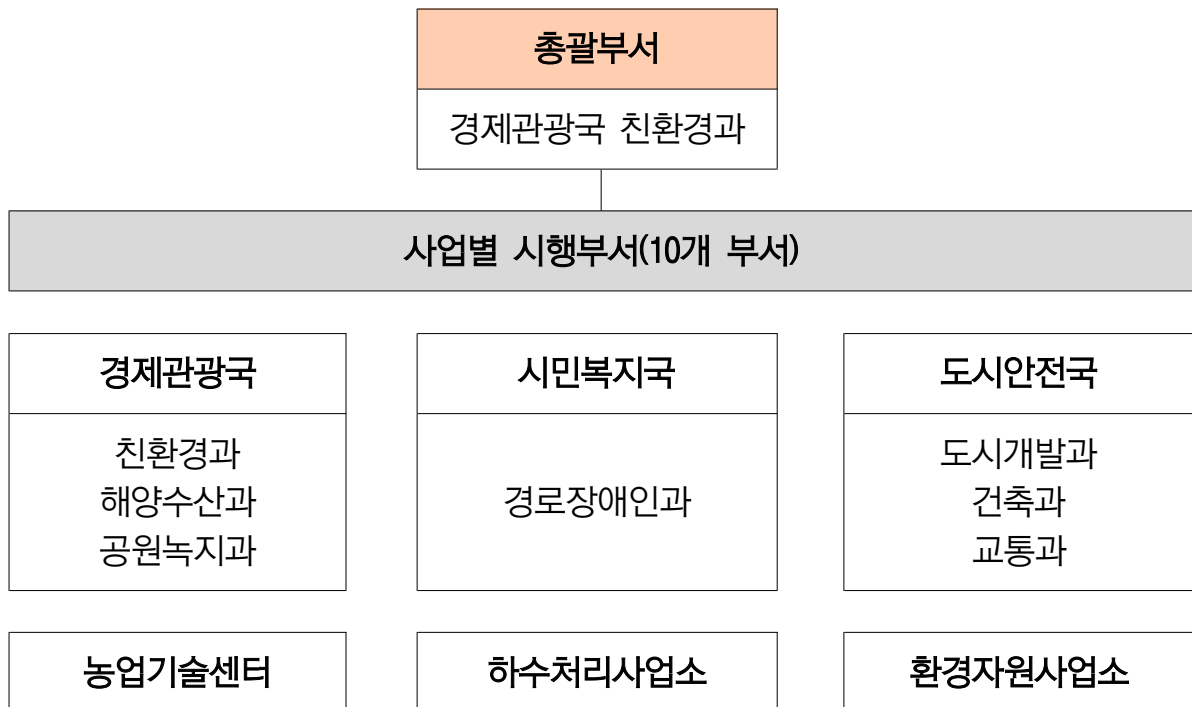 총괄부서
경제관광국 친환경과
사업별 시행부서(10개 부서)
경제관광국
친환경과
해양수산과
공원녹지과
시민복지국
경로장애인과
도시안전국
도시개발과
건축과
교통과
농업기술센터
하수처리사업소
환경자원사업소